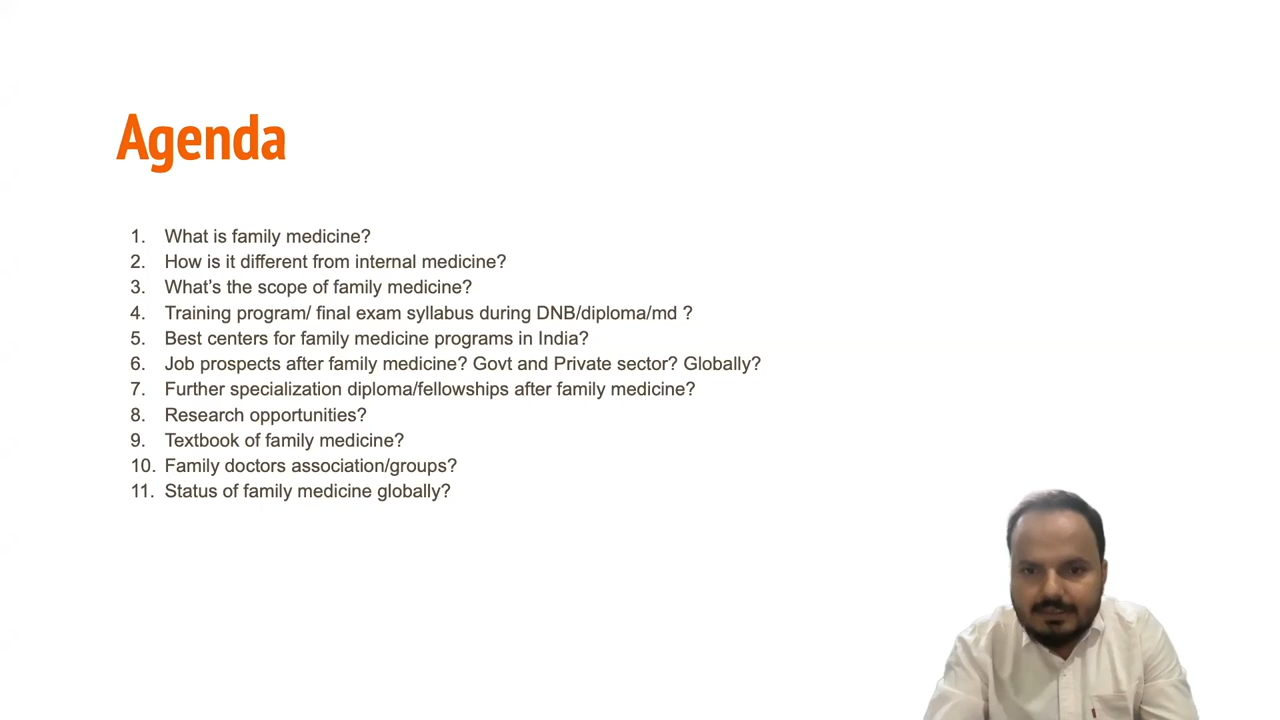 Agenda
1. What is family medicine?
2. How is it different from internal medicine?
3. What's the scope of family medicine?
4. Training program/ final exam syllabus during DNB/diploma/md ?
5. Best centers for family medicine programs in India?
6. Job prospects after family medicine? Govt and Private sector? Globally?
7. Further specialization diploma/fellowships after family medicine?
8. Research opportunities?
9. Textbook of family medicine?
10. Family doctors association/groups?
11. Status of family medicine globally?